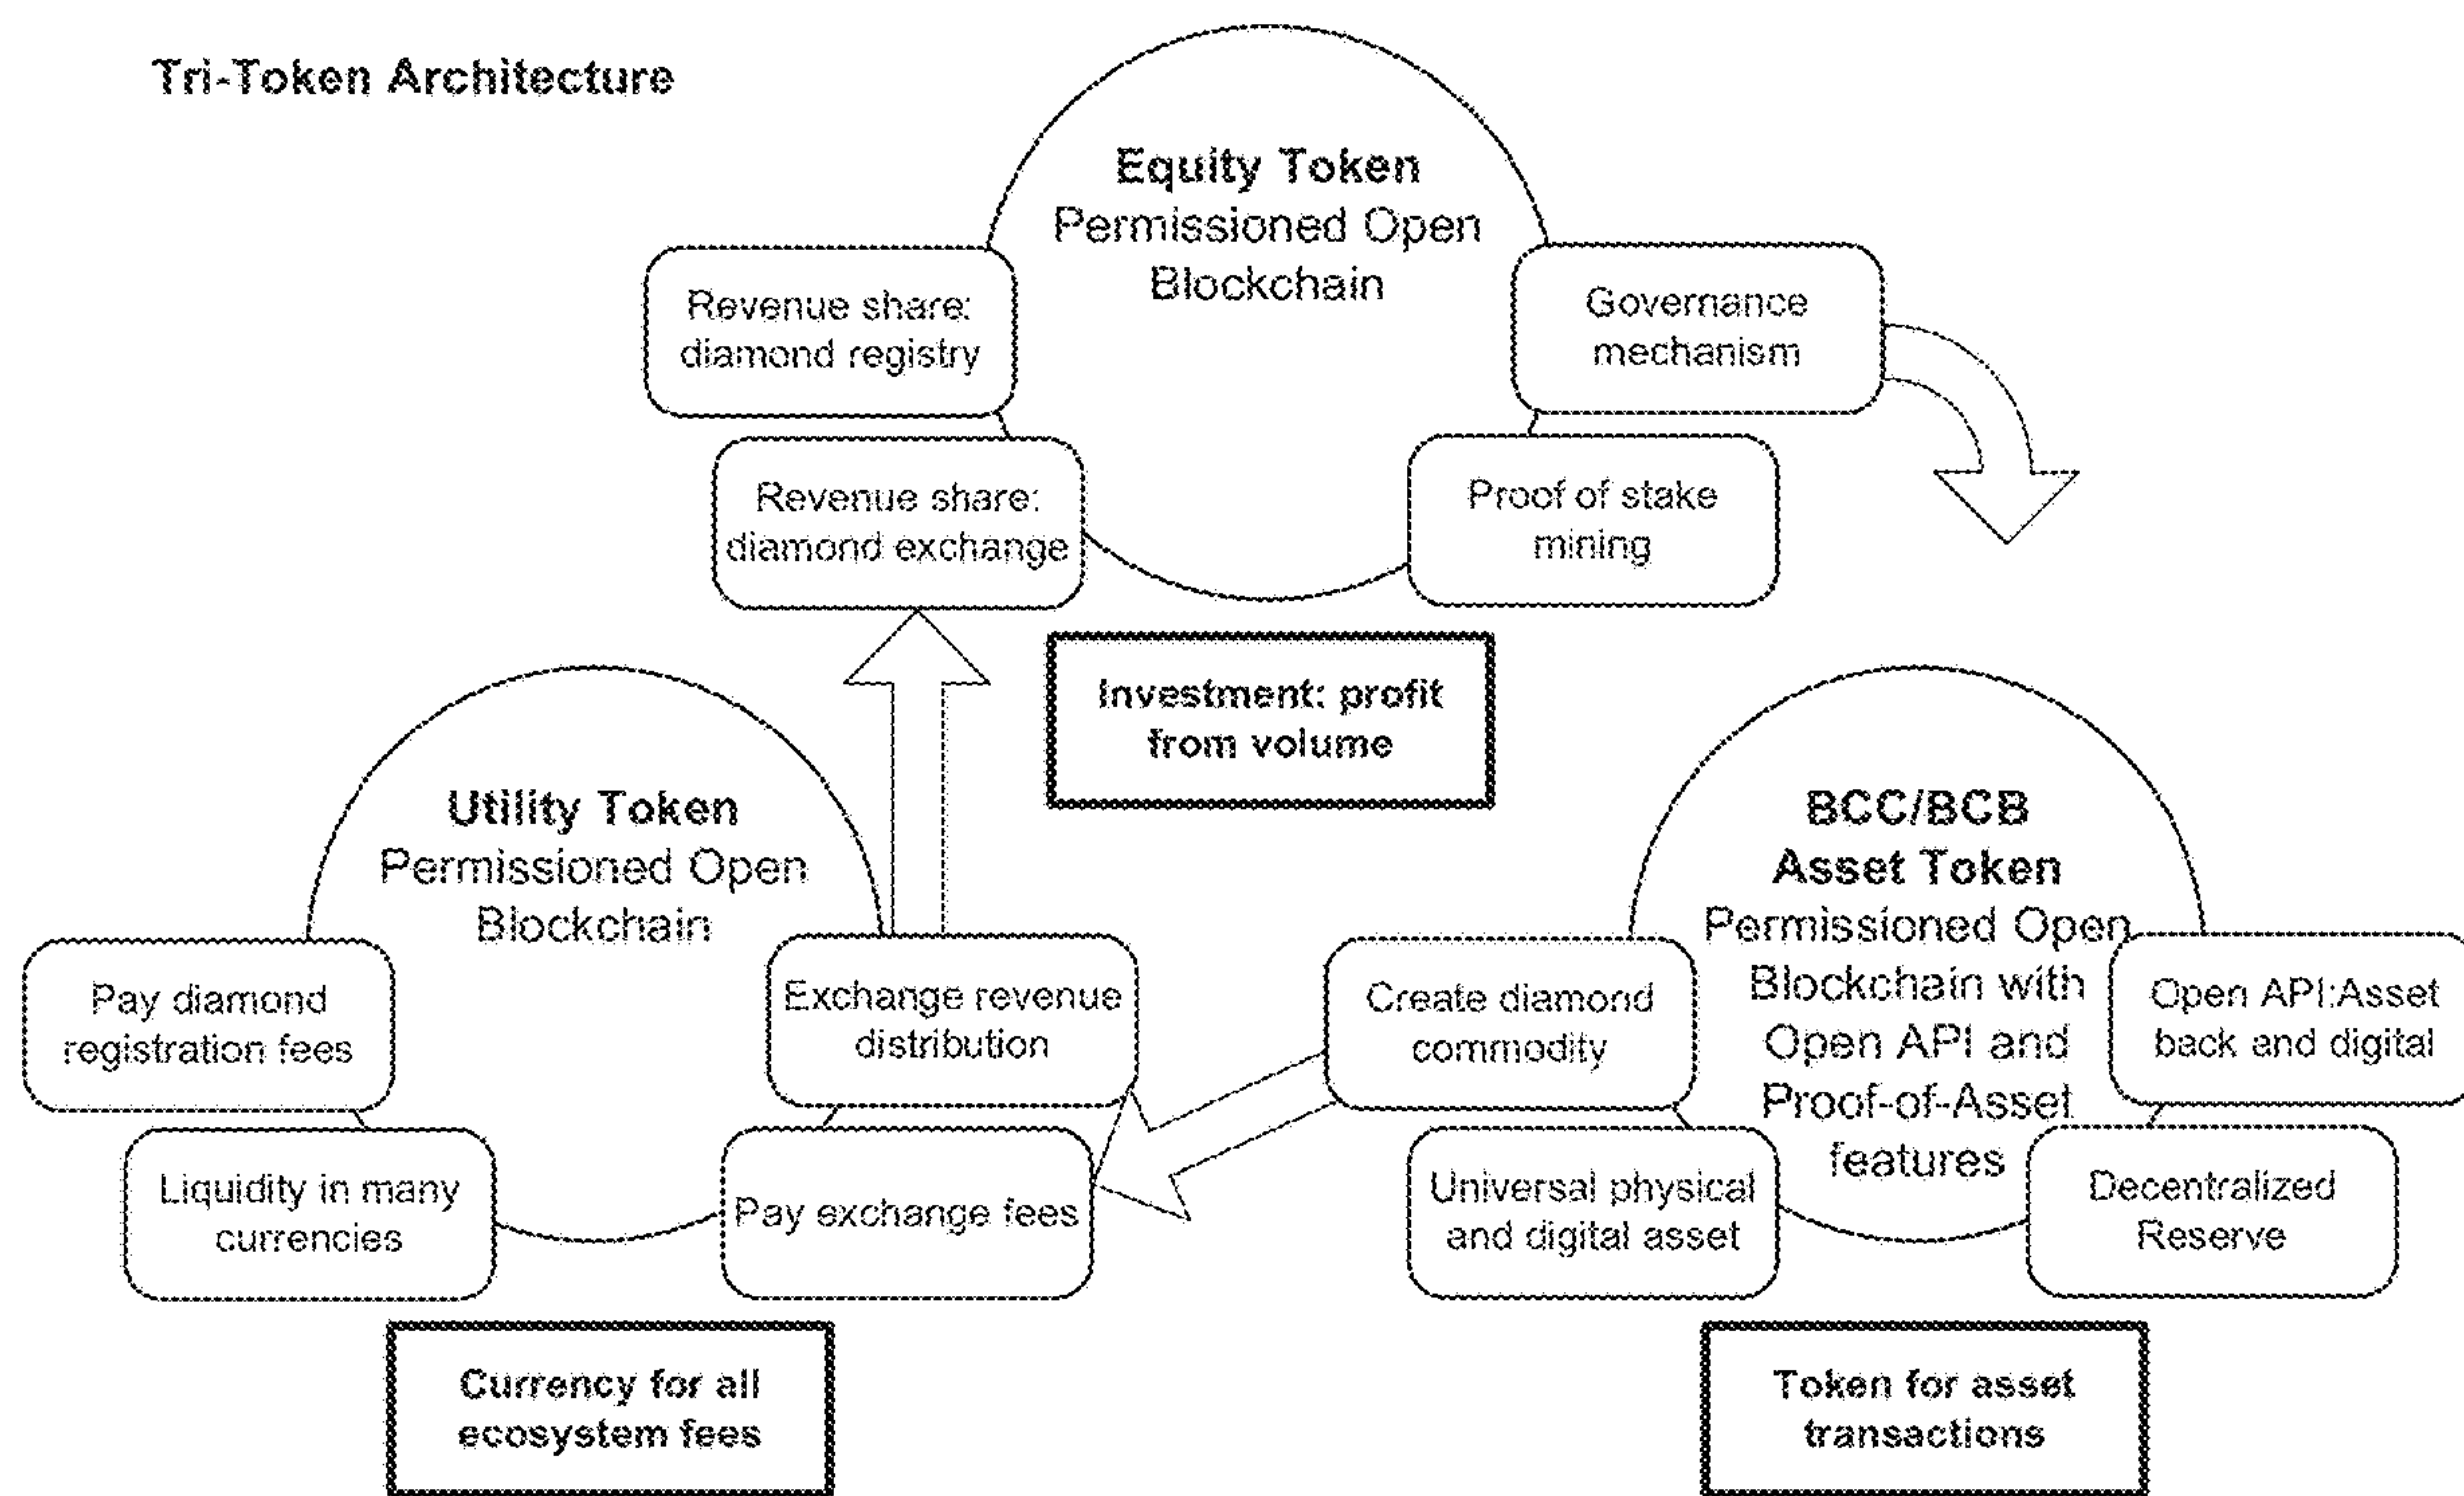 Tri-Token Architecture
Equity Token
Permissioned Open
Blockchain
Revenue share:
diamond registry
Governance
mechanism
Revenue share:
diamond exchange
Proof of stake
mining
Investment: profit
from volume
Utility Token
Permissioned Open
Blockchain
Pay diamond
registration fees
Exchange revenue
distribution
Liquidity in many
currencies
Pay exchange fees
Currency for all
ecosystem fees
BCC/BCB
Asset Token
Permissioned Open
Blockchain with
Open API and
Proof-of-Asset
features
Create diamond
commodity
Open API:Asset
back and digital
Universal physical
and digital asset
Decentralized
Reserve
Token for asset
transactions